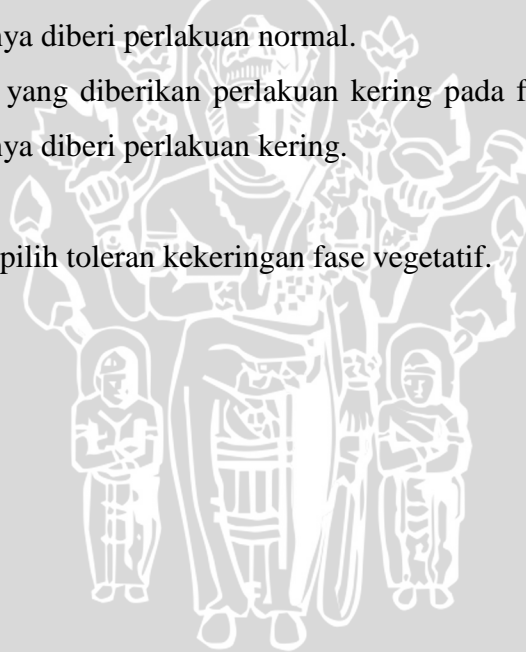 nya diberi perlakuan normal.
yang diberikan perlakuan kering pada f
nya diberi perlakuan kering.
pilih toleran kekeringan fase vegetatif.